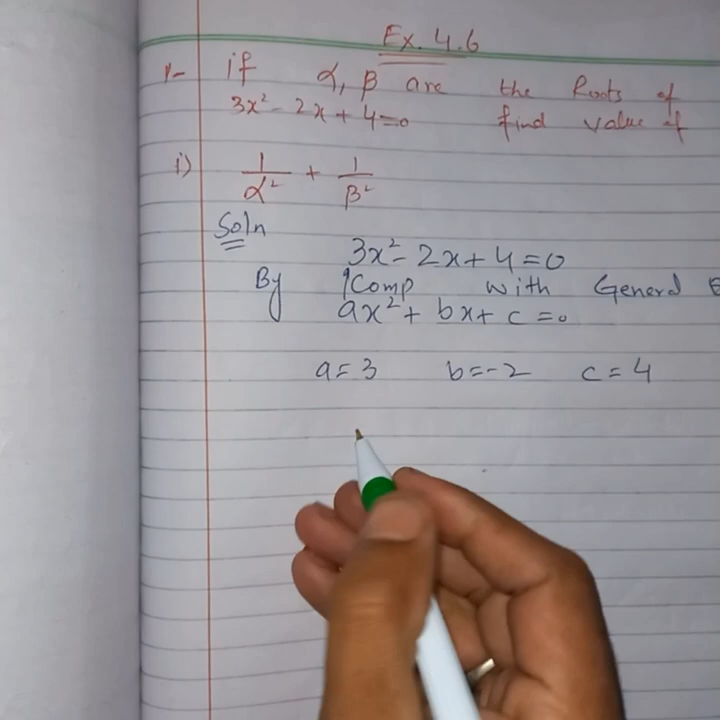 Ex. 4.6
1- if α, β are the Roots of
3x² - 2x + 4 = 0 find value of
i) 1/α² + 1/β²
Soln
3x² - 2x + 4 = 0
By Comp with General
ax² + bx + c = 0
a = 3 b = -2 c = 4